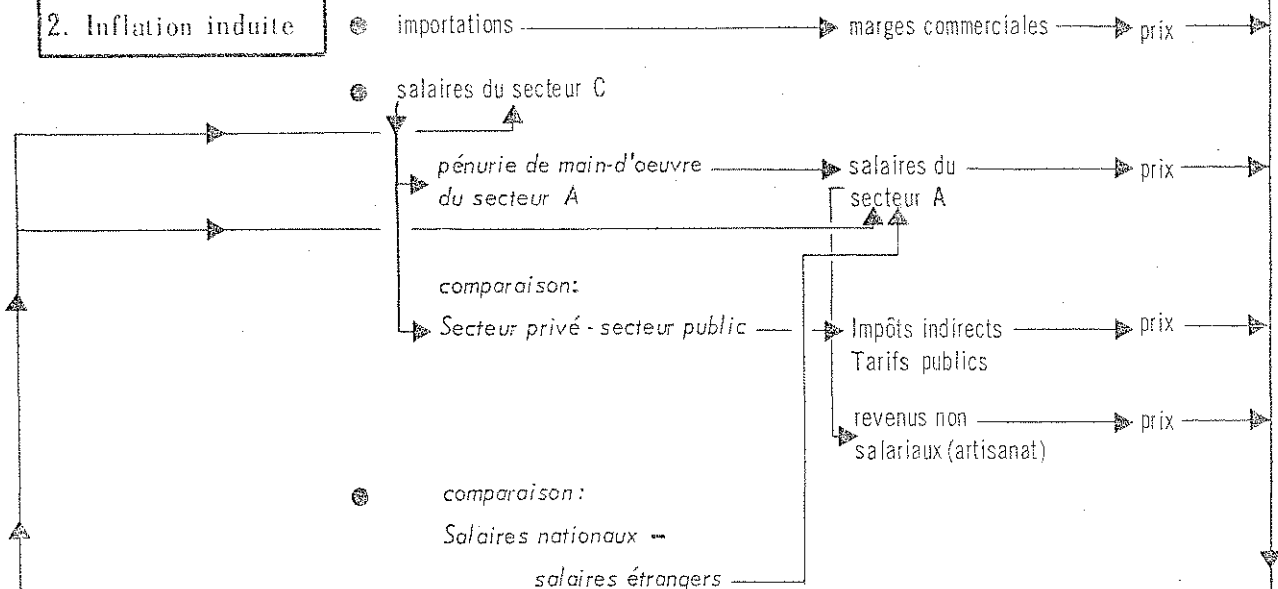 2. Inflation induite
importations
marges commerciales
prix
salaires du secteur C
pénurie de main-d'oeuvre
du secteur A
salaires du
secteur A
prix
comparaison:
Secteur privé - secteur public
Impôts indirects
Tarifs publics
prix
revenus non
salariaux (artisanat)
prix
comparaison:
Salaires nationaux -
salaires étrangers